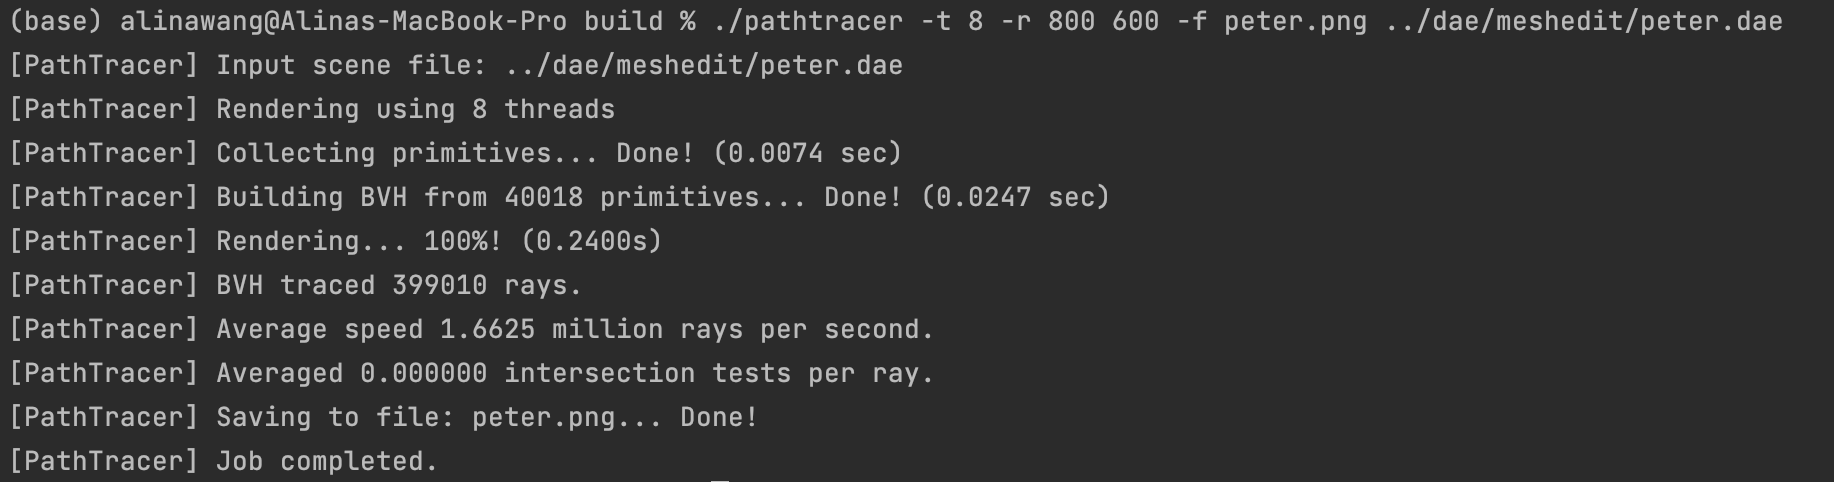 (base) alinawang@Alinas-MacBook-Pro build % ./pathtracer -t 8 -r 800 600 -f peter.png ../dae/meshedit/peter.dae
[PathTracer] Input scene file: ../dae/meshedit/peter.dae
[PathTracer] Rendering using 8 threads
[PathTracer] Collecting primitives... Done! (0.0074 sec)
[PathTracer] Building BVH from 40018 primitives... Done! (0.0247 sec)
[PathTracer] Rendering... 100%! (0.2400s)
[PathTracer] BVH traced 399010 rays.
[PathTracer] Average speed 1.6625 million rays per second.
[PathTracer] Averaged 0.000000 intersection tests per ray.
[PathTracer] Saving to file: peter.png... Done!
[PathTracer] Job completed.